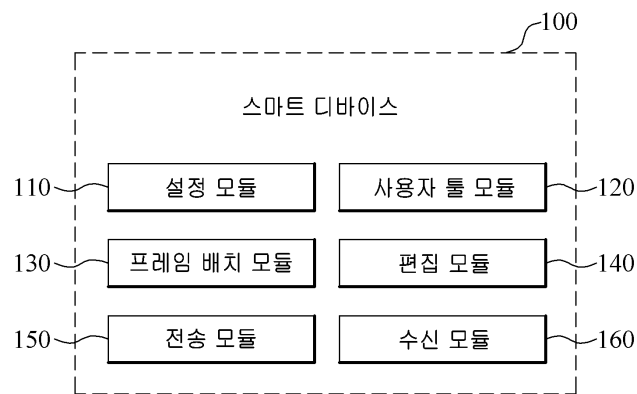 100
스마트 디바이스
110 설정 모듈 사용자 툴 모듈 120
130 프레임 배치 모듈 편집 모듈 140
150 전송 모듈 수신 모듈 160